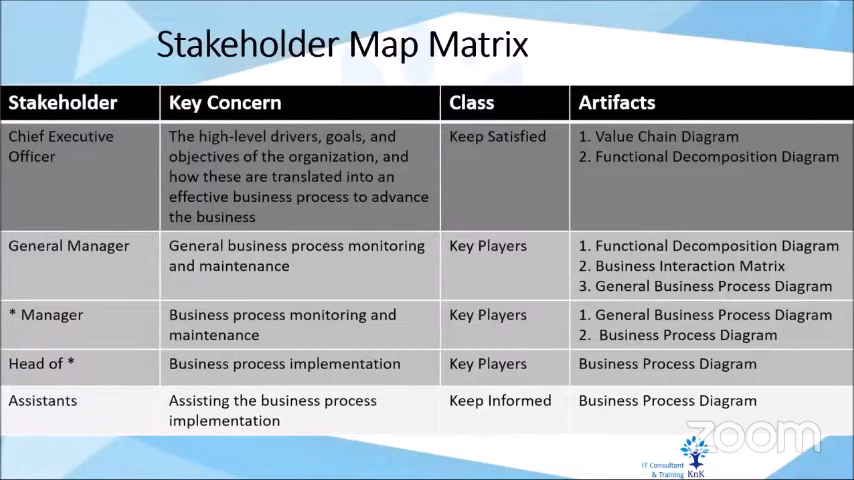 Stakeholder Map Matrix
Stakeholder
Key Concern
Class
Artifacts
Chief Executive
Officer
The high-level drivers, goals, and
objectives of the organization, and
how these are translated into an
effective business process to advance
the business
Keep Satisfied
1. Value Chain Diagram
2. Functional Decomposition Diagram
General Manager
General business process monitoring
and maintenance
Key Players
1. Functional Decomposition Diagram
2. Business Interaction Matrix
3. General Business Process Diagram
* Manager
Business process monitoring and
maintenance
Key Players
1. General Business Process Diagram
2. Business Process Diagram
Head of *
Business process implementation
Key Players
Business Process Diagram
Assistants
Assisting the business process
implementation
Keep Informed
Business Process Diagram
zoom
IT Consultant
& Training KnK